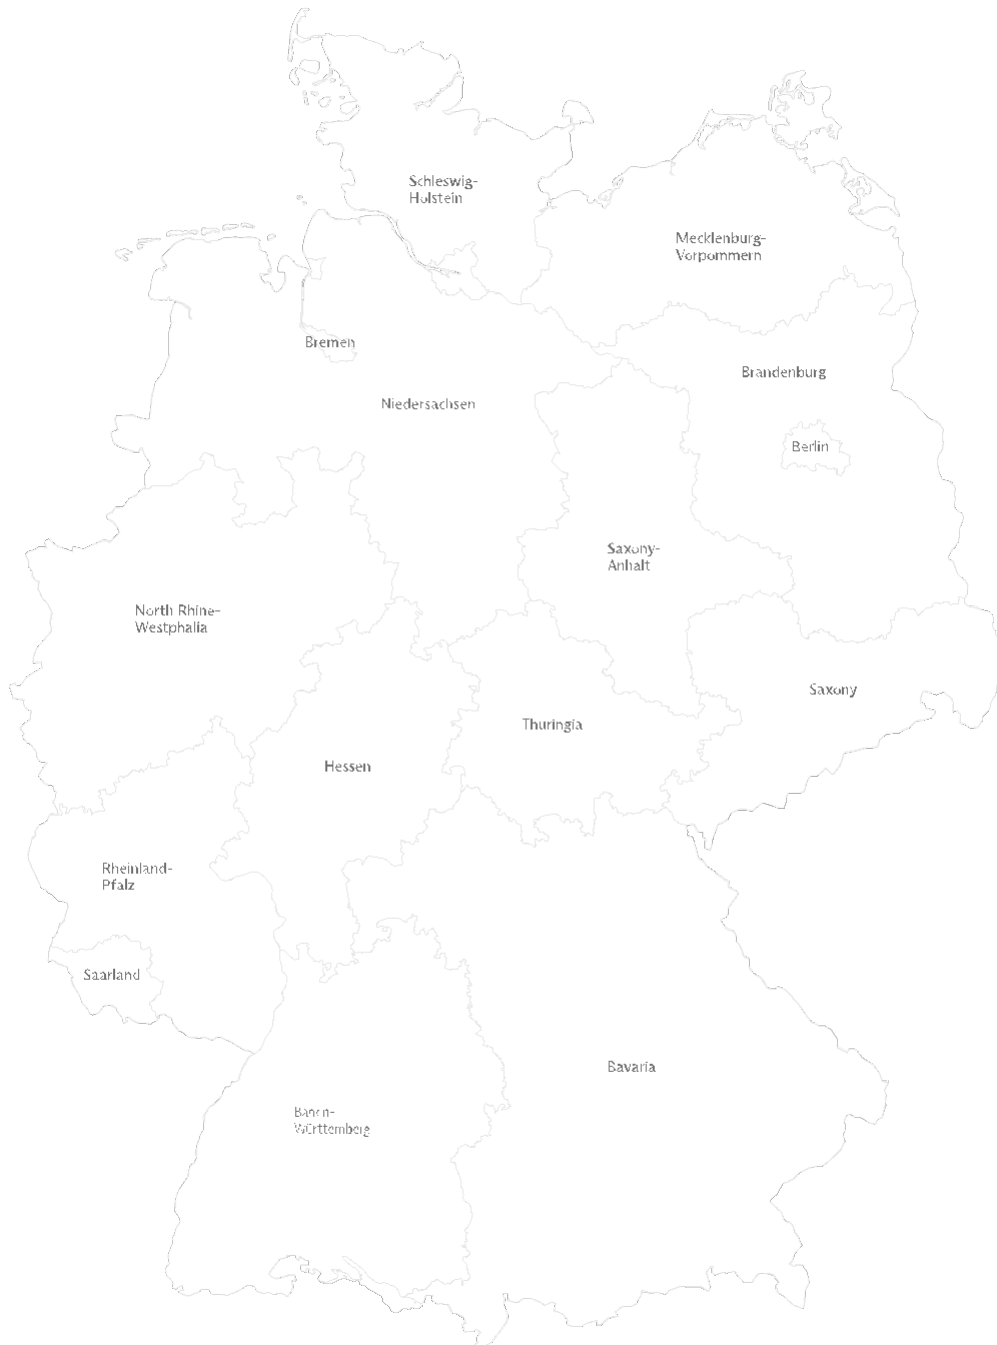 Schleswig-
Holstein
Mecklenburg-
Vorpommern
Bremen
Brandenburg
Niedersachsen
Berlin
Saxony-
Anhalt
North Rhine-
Westphalia
Saxony
Thuringia
Hessen
Rheinland-
Pfalz
Saarland
Bavaria
Württemberg